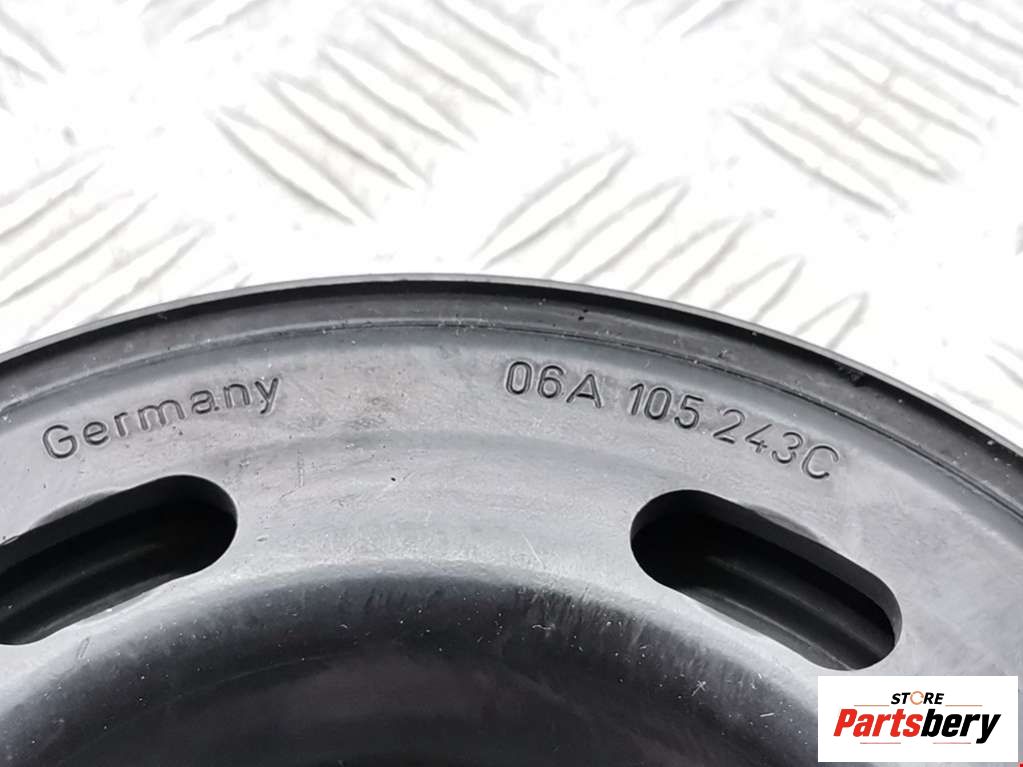 Germany
06A 105 243C
STORE
Partsbery